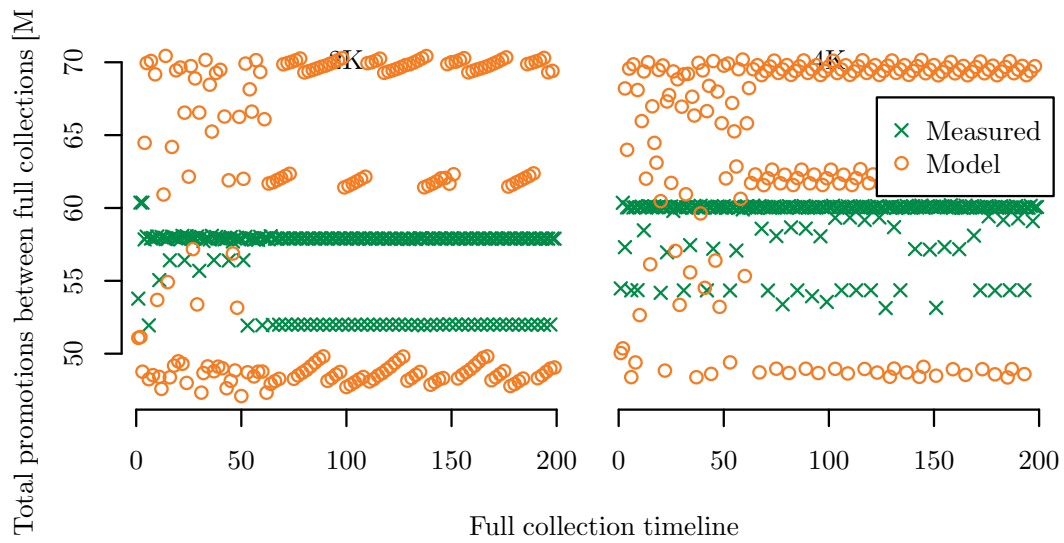 Total promotions between full collections [M
4K
70
65
60
55
50
Measured
Model
0 50 100 150 200
0 50 100 150 200
Full collection timeline